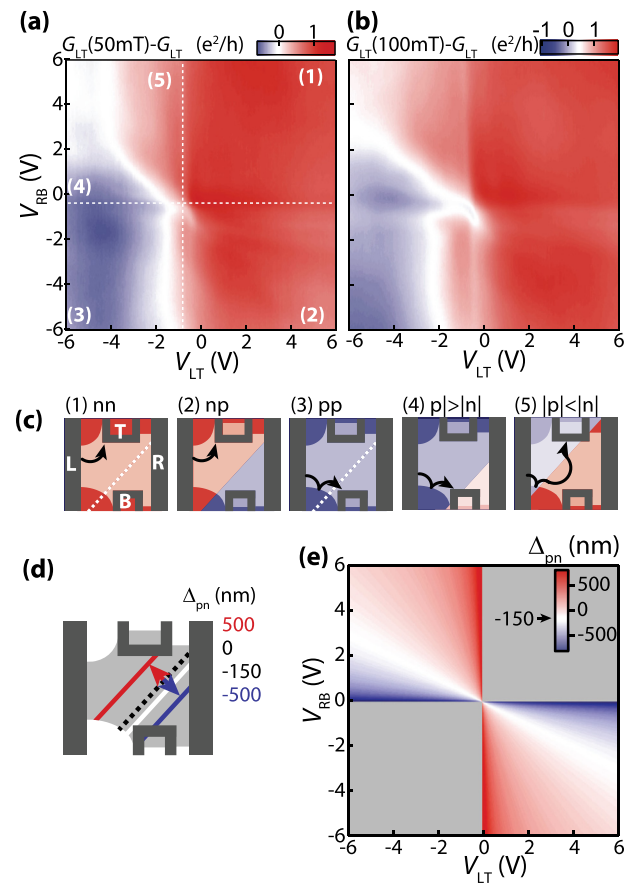 (a)
(b)
G_LT(50mT)-G_LT (e²/h) 0 1
G_LT(100mT)-G_LT (e²/h) -1 0 1
(5) (1)
(4)
(3) (2)
V_RB (V)
6
4
2
0
-2
-4
-6
-6 -4 -2 0 2 4 6
V_LT (V)
-6 -4 -2 0 2 4 6
V_LT (V)
(c)
(1) nn (2) np (3) pp (4) p|>|n| (5) |p|<|n|
T
L R
B
(d)
Δ_pn
(nm)
500
0
-150
-500
(e)
Δ_pn (nm)
500
0
-500
-150
V_RB (V)
6
4
2
0
-2
-4
-6
-6 -4 -2 0 2 4 6
V_LT (V)